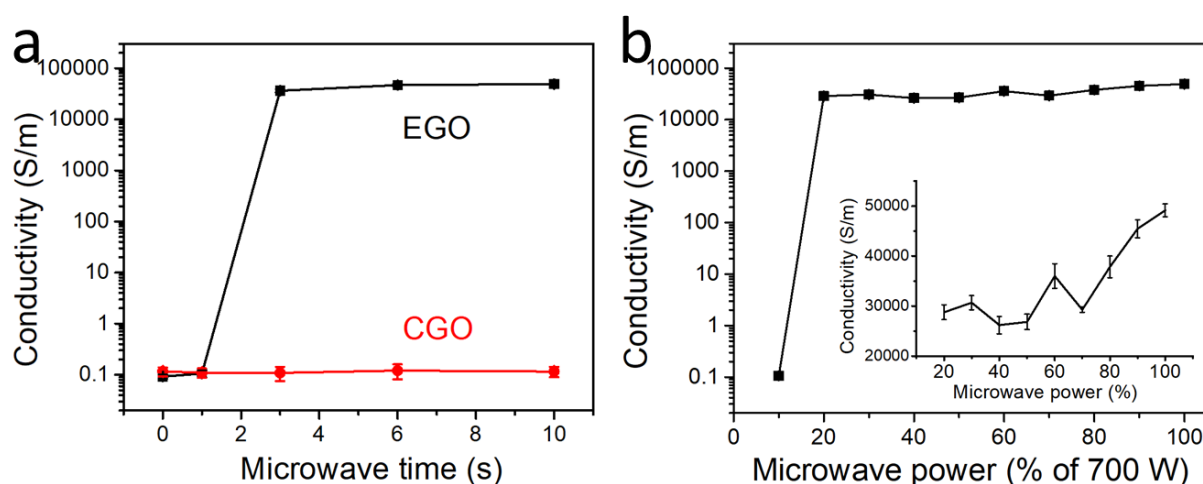 a
100000
10000
1000
100
10
1
0.1
Conductivity (S/m)
EGO
CGO
0 2 4 6 8 10
Microwave time (s)
b
100000
10000
1000
100
10
1
0.1
Conductivity (S/m)
50000
40000
30000
20000
Conductivity (S/m)
20 40 60 80 100
Microwave power (%)
0 20 40 60 80 100
Microwave power (% of 700 W)